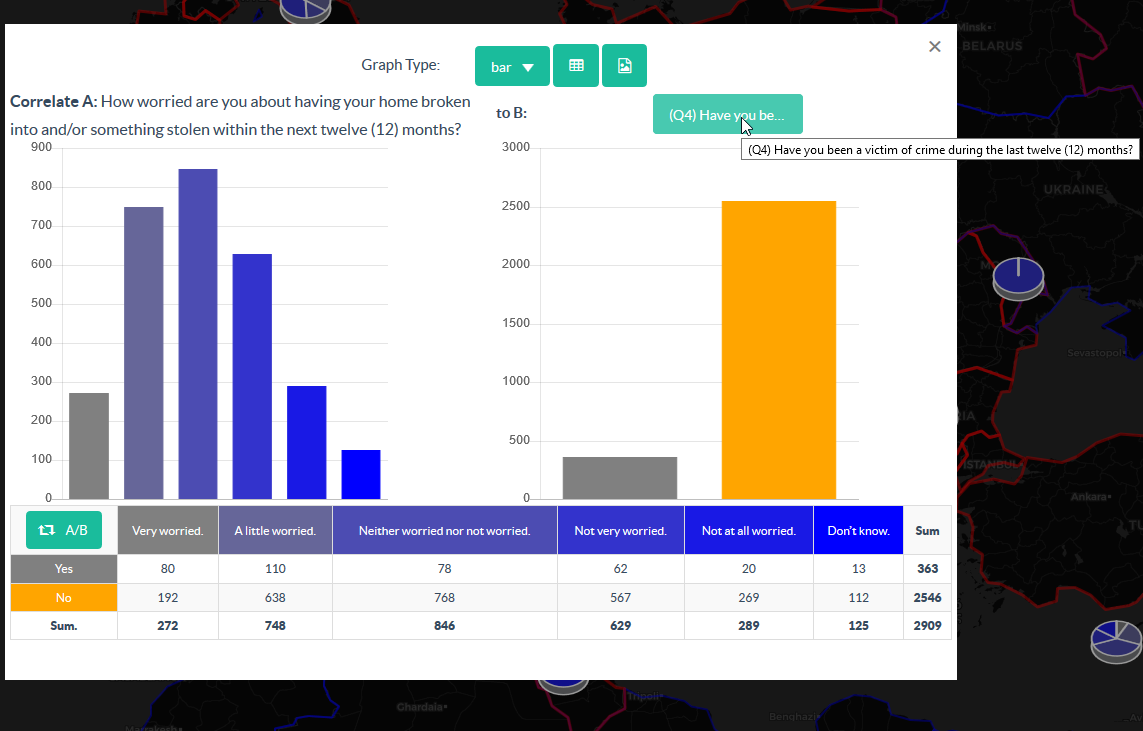 Minsk
BELARUS
×
Graph Type:
bar
Correlate A: How worried are you about having your home broken
into and/or something stolen within the next twelve (12) months?
to B:
(Q4) Have you be...
(Q4) Have you been a victim of crime during the last twelve (12) months?
900
800
700
600
500
400
300
200
100
0
3000
2500
2000
1500
1000
500
0
UKRAINE
Sevastopol
ISTANBUL
Ankara
A/B Very worried. A little worried. Neither worried nor not worried. Not very worried. Not at all worried. Don't know. Sum
Yes 80 110 78 62 20 13 363
No 192 638 768 567 269 112 2546
Sum. 272 748 846 629 289 125 2909
Tripoli
Ghardaia
Benghazi
Marrakesh